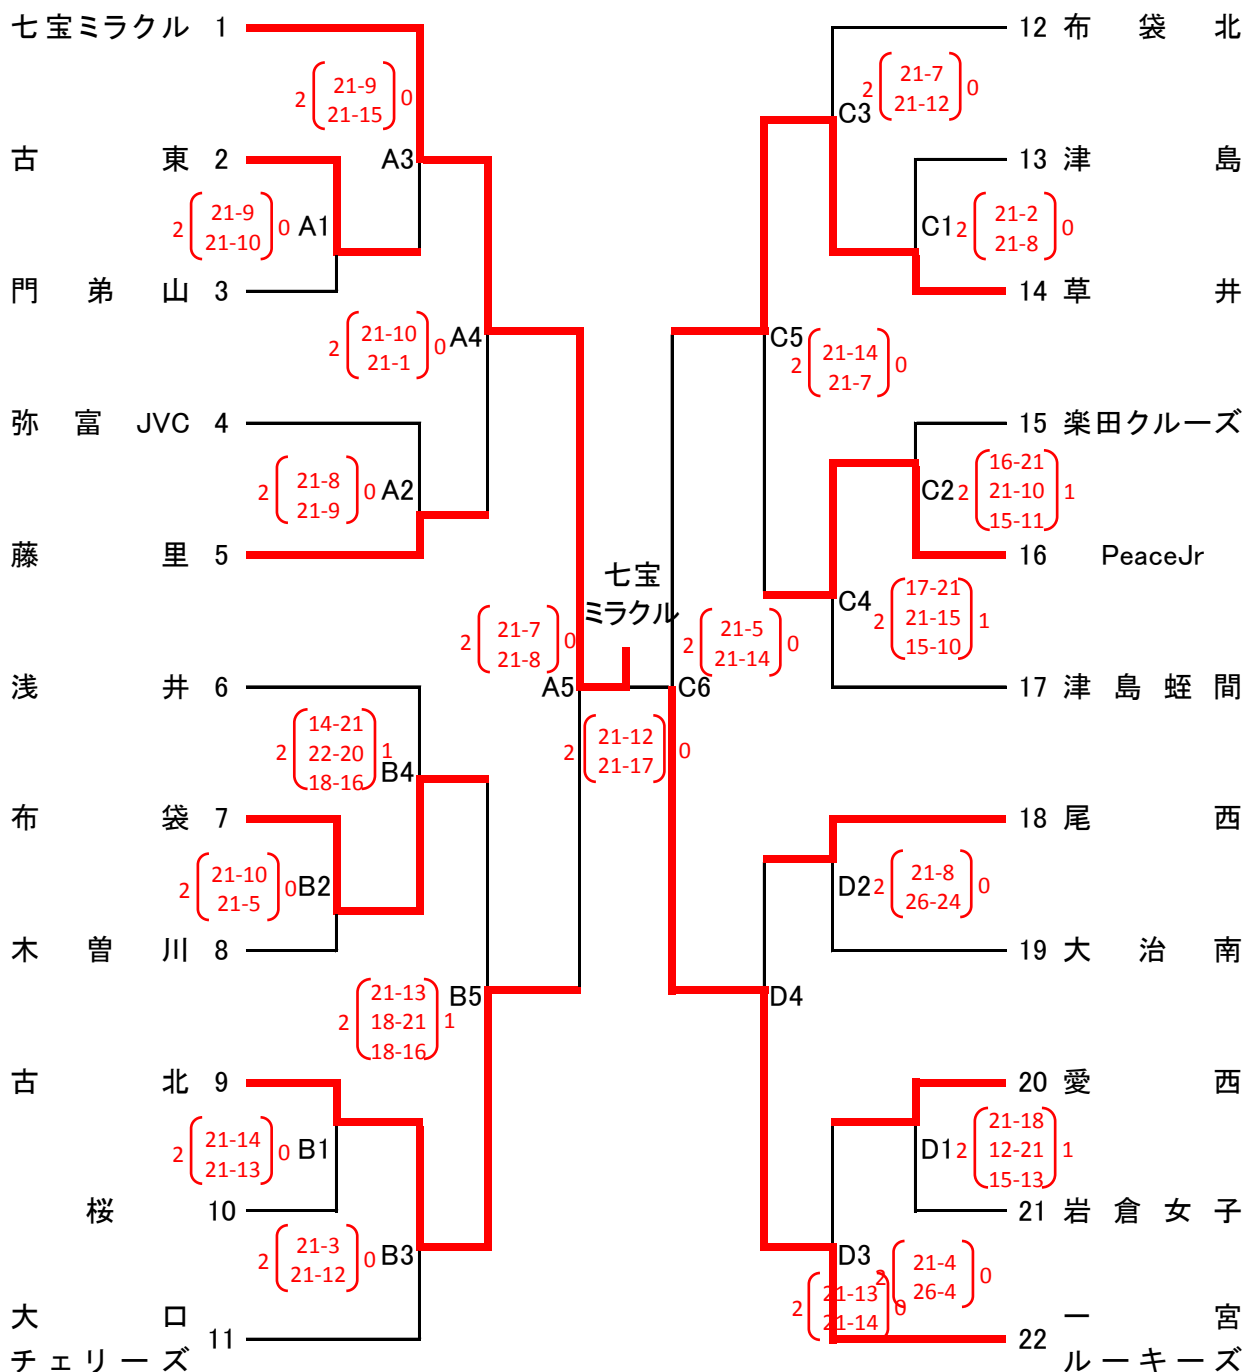 七宝ミラクル 1
2 21-9 0
21-15
古東 2
A3
2 21-9 0 A1
21-10
門弟山 3
2 21-10 0 A4
21-1
弥富JVC 4
2 21-8 0 A2
21-9
藤里 5
七宝
ミラクル
2 21-7 0
21-8
A5
浅井 6
2 14-21 1
22-20
18-16
B4
布袋 7
2 21-10 0 B2
21-5
木曽川 8
2 21-13 1
18-21
18-16
B5
古北 9
2 21-14 0 B1
21-13
桜 10
2 21-3 0 B3
21-12
大口
チェリーズ 11
2 21-12 0
21-17
12 布袋北
2 21-7 0
21-12
C3
13 津島
C1 2 21-2 0
21-8
14 草井
C5
2 21-14 0
21-7
15 楽田クルーズ
C2 2 16-21 1
21-10
15-11
16 PeaceJr
C4
2 17-21 1
21-15
15-10
17 津島蛭間
2 21-5 0
21-14
C6
18 尾西
D2 2 21-8 0
26-24
19 大治南
D4
20 愛西
D1 2 21-18 1
12-21
15-13
21 岩倉女子
D3
2 21-4 0
26-4
2 21-13 0
21-14
22 一宮
ルーキーズ